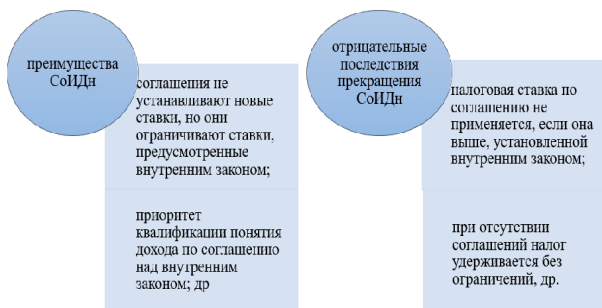 преимущества
СоИДн
соглашения не
устанавливают новые
ставки, но они
ограничивают ставки,
предусмотренные
внутренним законом;
приоритет
квалификации понятия
дохода по соглашению
над внутренним
законом; др
отрицательные
последствия
прекращения
СоИДн
налоговая ставка по
соглашению не
применяется, если она
выше, установленной
внутренним законом;
при отсутствии
соглашений налог
удерживается без
ограничений, др.